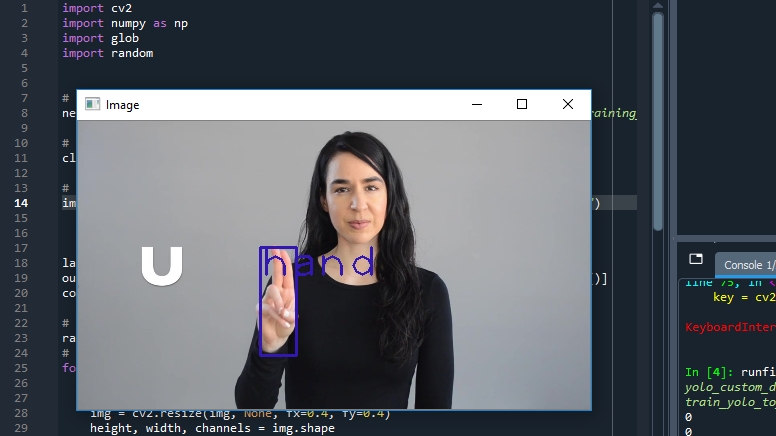 1 import cv2
2 import numpy as np
3 import glob
4 import random
5
6
7 #
8 ne
raining_
9
10 #
11 cl
12
13 #
14 im
)
15
16
17
18 la
19 ou
)]
20 co
21
22 #
23 ra
24 #
25 fo
28 img = cv2.resize(img, None, fx=0.4, fy=0.4)
29 height, width, channels = img.shape
Image
U
hand
Console 1/
line 75, in <
key = cv2
KeyboardInter
In [4]: runfi
yolo_custom_d
train_yolo_to
0
0